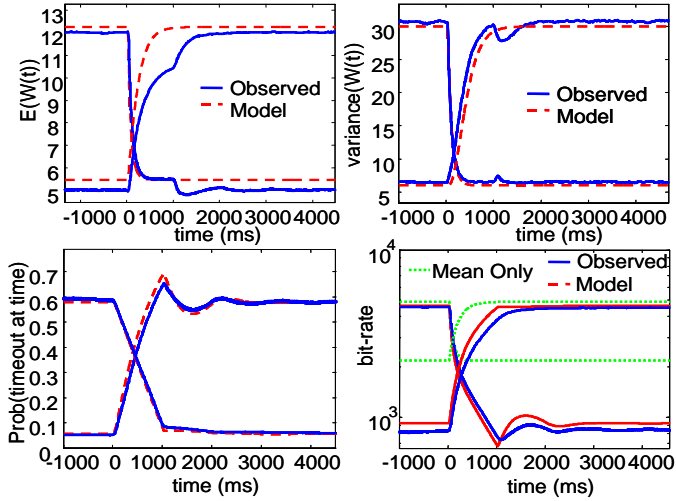 13
12
11
10
9
8
7
6
5
E(W(t))
Observed
Model
-1000 0 1000 2000 3000 4000
time (ms)
30
25
20
15
10
5
variance(W(t))
Observed
Model
-1000 0 1000 2000 3000 4000
time (ms)
0.7
0.6
0.5
0.4
0.3
0.2
0.1
0.0
Prob(timeout at time)
-1000 0 1000 2000 3000 4000
time (ms)
10^4
10^3
bit-rate
Mean Only
Observed
Model
-1000 0 1000 2000 3000 4000
time (ms)